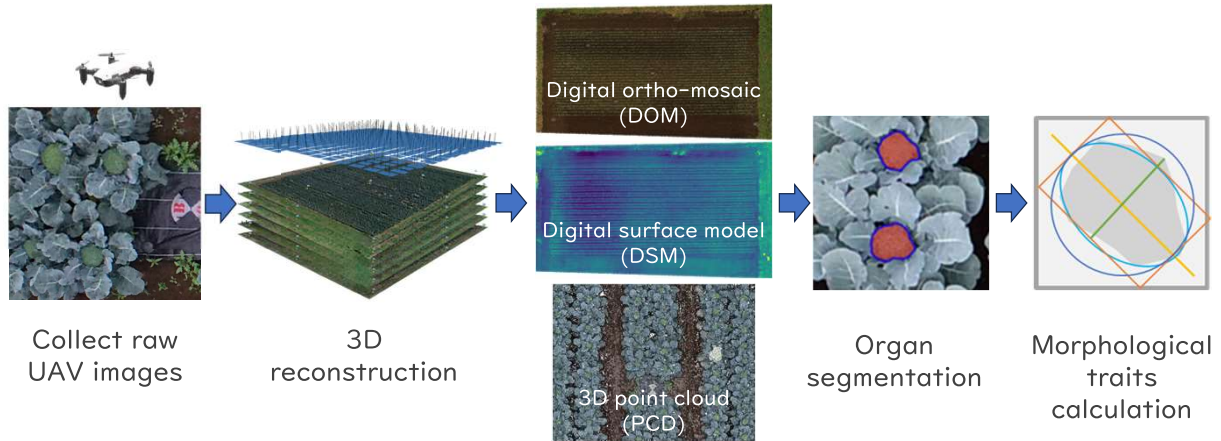 Collect raw
UAV images
3D
reconstruction
Digital ortho-mosaic
(DOM)
Digital surface model
(DSM)
3D point cloud
(PCD)
Organ
segmentation
Morphological
traits
calculation